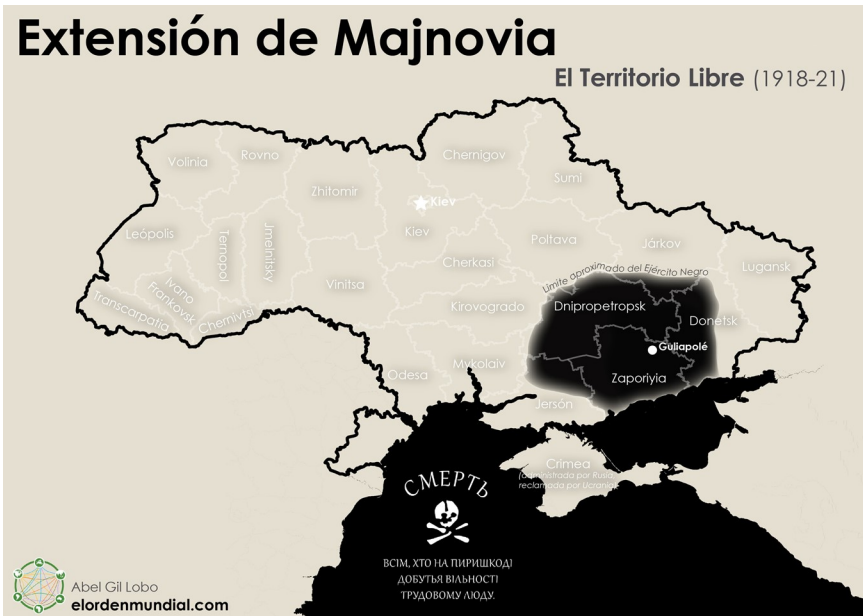 Extensión de Majnovia
El Territorio Libre (1918-21)
Volinia
Rovno
Zhitomir
Chernigov
Sumi
Kiev
Kiev
Leópolis
Ternopol
Jmelnitsky
Vinitsa
Cherkasi
Poltava
Járkov
Lugansk
Ivano
Frankovsk
Transcarpatia
Chernivts
Kirovogrado
Límite aproximado del Ejército Negro
Dnipropetropsk
Donetsk
Guliapolé
Zaporiyia
Odesa
Mykolaiv
Jersón
Crimea
(administrada por Rusia,
reclamada por Ucrania)
СМЕРТЬ
ВСІМ, ХТО НА ПИРИШКОДІ
ДОБУТЬЯ ВІЛЬНОСТІ
ТРУДОВОМУ ЛЮДУ.
Abel Gil Lobo
elordenmundial.com